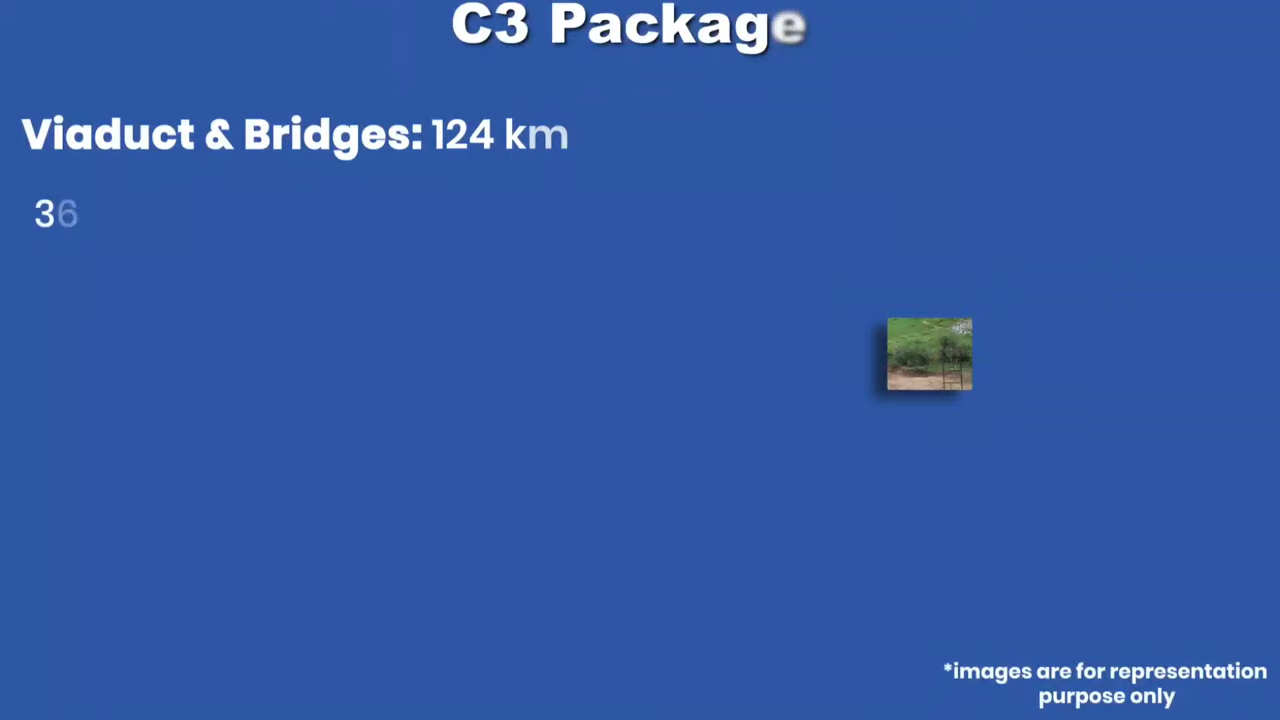 C3 Package
Viaduct & Bridges: 124 km
36
*images are for representation
purpose only